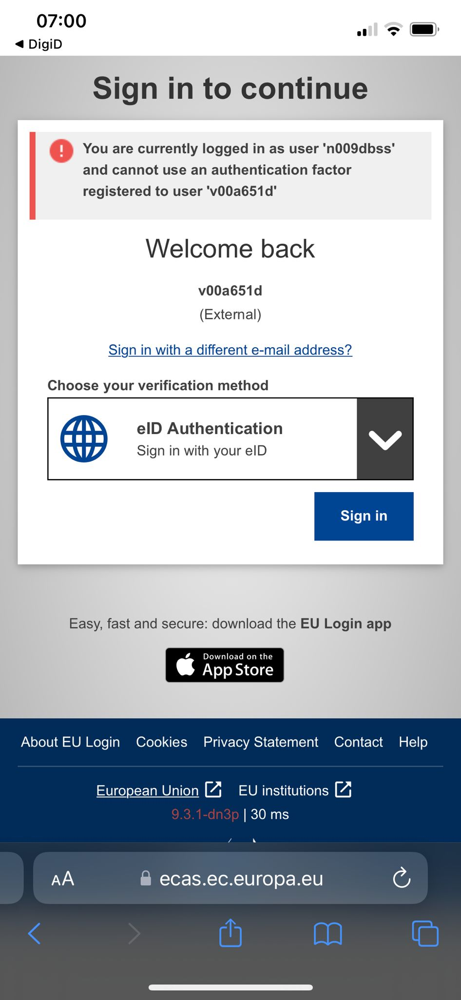 07:00
DigiD
Sign in to continue
You are currently logged in as user 'n009dbss'
and cannot use an authentication factor
registered to user 'v00a651d'
Welcome back
v00a651d
(External)
Sign in with a different e-mail address?
Choose your verification method
eID Authentication
Sign in with your eID
Sign in
Easy, fast and secure: download the EU Login app
Download on the
App Store
About EU Login Cookies Privacy Statement Contact Help
European Union EU institutions
9.3.1-dn3p | 30 ms
AA ecas.ec.europa.eu